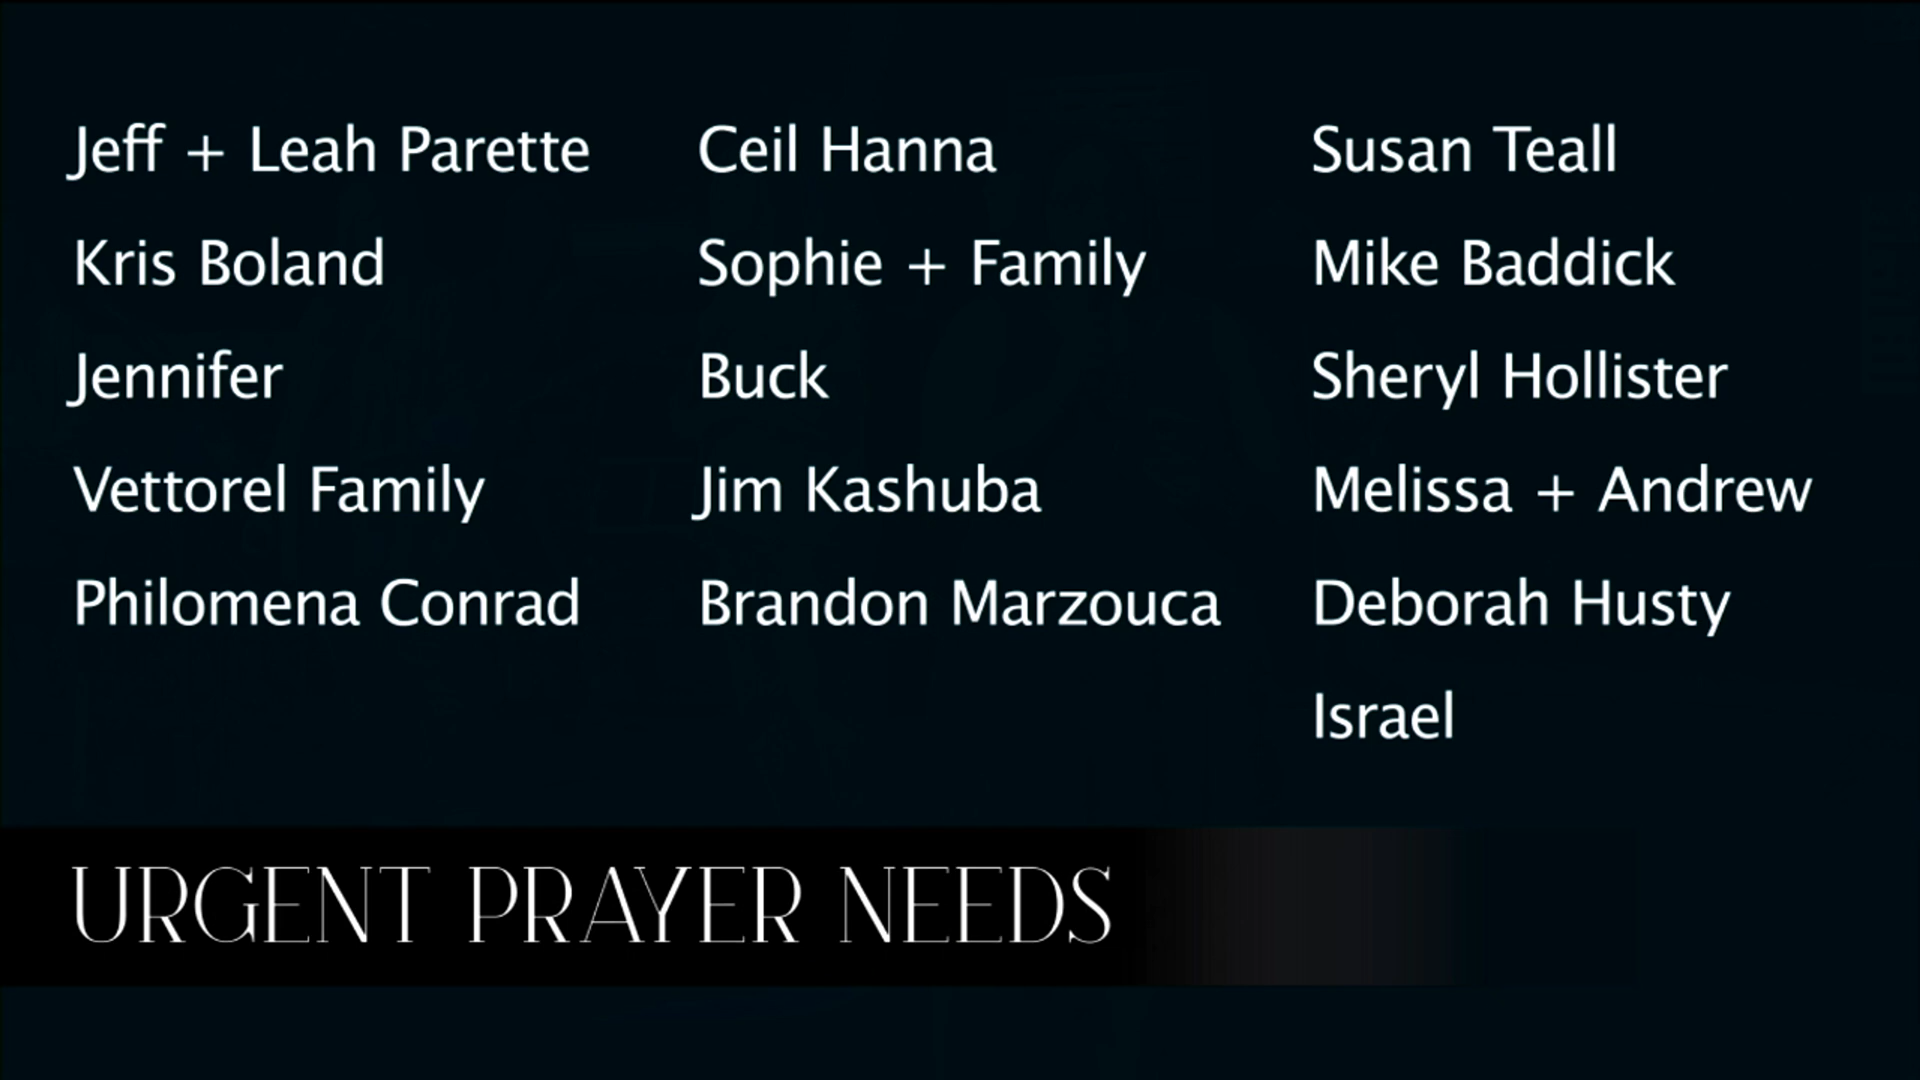 Jeff + Leah Parette
Kris Boland
Jennifer
Vettorel Family
Philomena Conrad
Ceil Hanna
Sophie + Family
Buck
Jim Kashuba
Brandon Marzouca
Susan Teall
Mike Baddick
Sheryl Hollister
Melissa + Andrew
Deborah Husty
Israel
URGENT PRAYER NEEDS